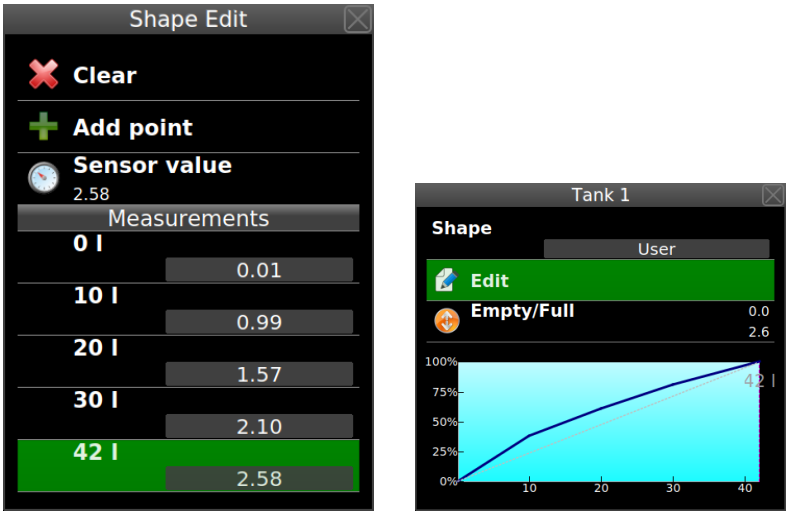 Shape Edit
Clear
Add point
Sensor value
2.58
Measurements
0 l
0.01
10 l
0.99
20 l
1.57
30 l
2.10
42 l
2.58
Tank 1
Shape
User
Edit
Empty/Full
0.0
2.6
100%
42 l
75%
50%
25%
0%
10 20 30 40